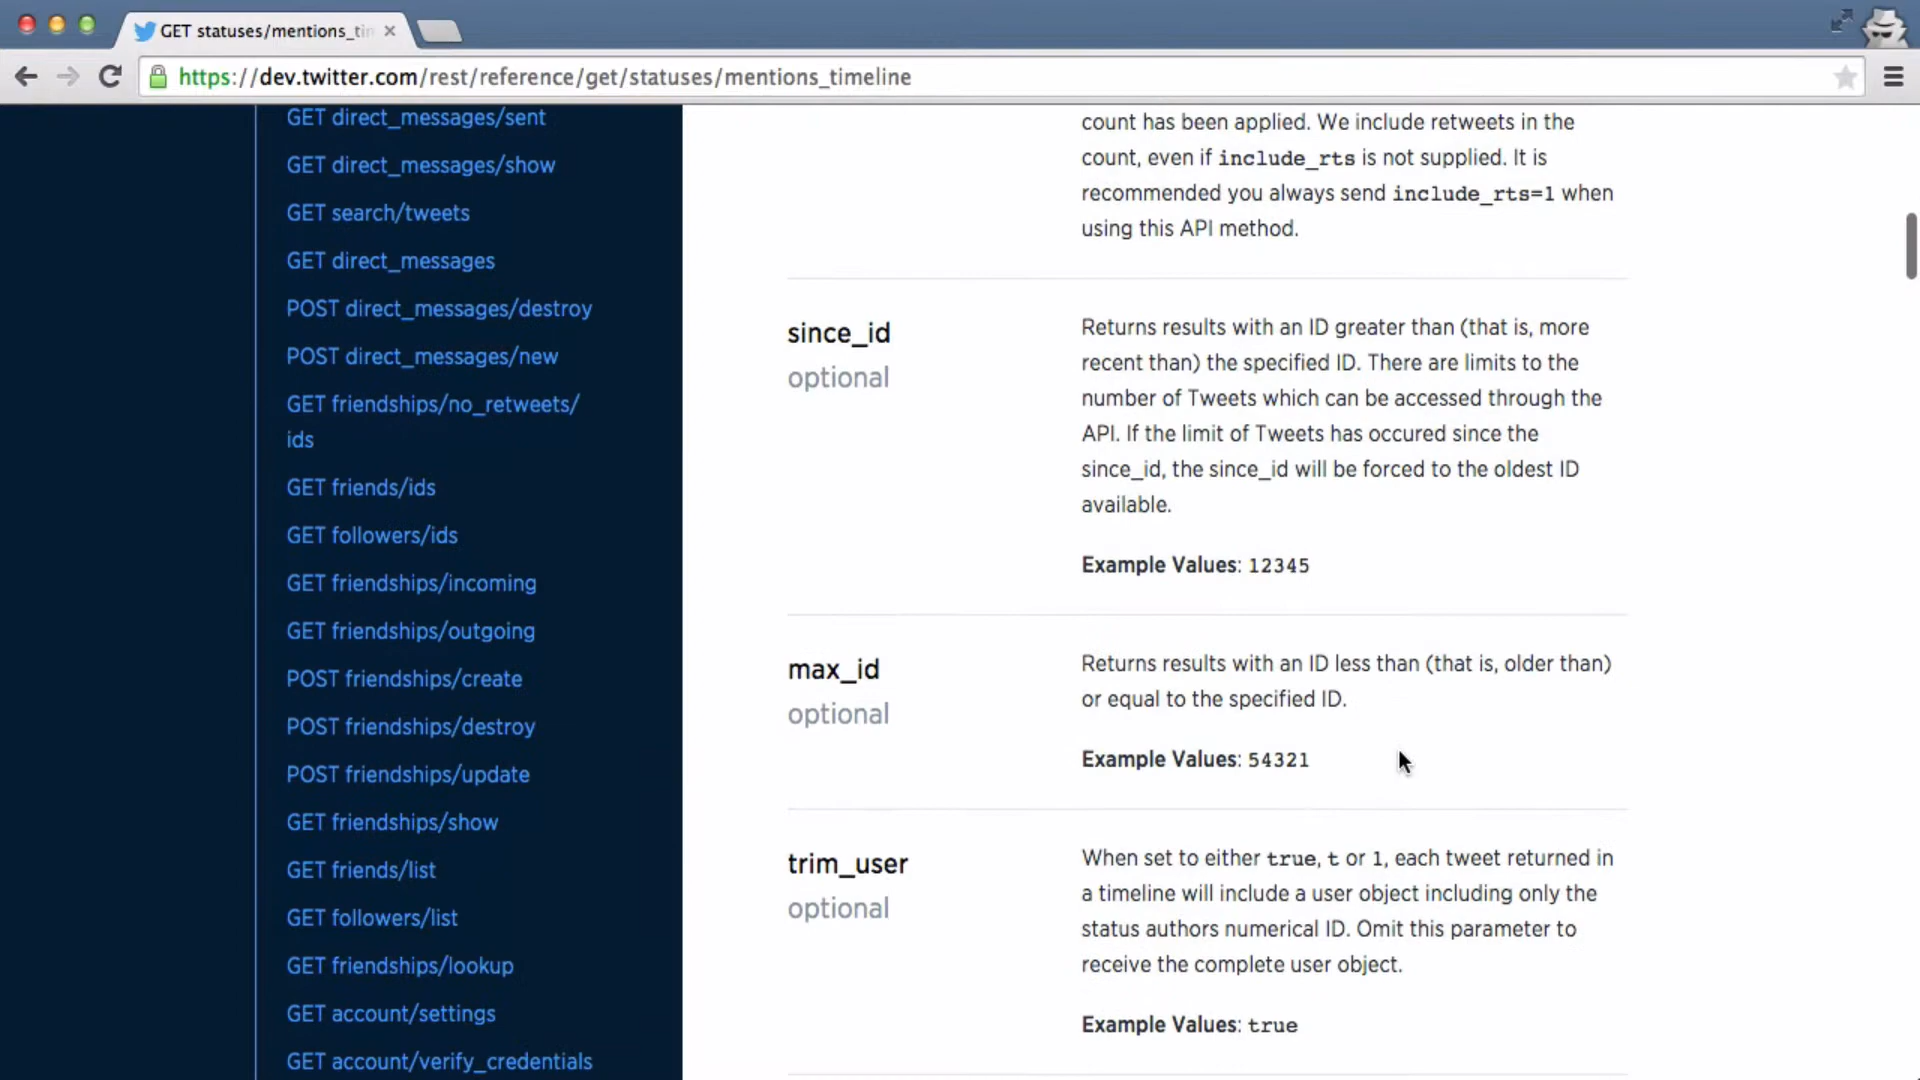 GET statuses/mentions_tin
https://dev.twitter.com/rest/reference/get/statuses/mentions_timeline
GET direct_messages/sent
GET direct_messages/show
GET search/tweets
GET direct_messages
POST direct_messages/destroy
POST direct_messages/new
GET friendships/no_retweets/
ids
GET friends/ids
GET followers/ids
GET friendships/incoming
GET friendships/outgoing
POST friendships/create
POST friendships/destroy
POST friendships/update
GET friendships/show
GET friends/list
GET followers/list
GET friendships/lookup
GET account/settings
GET account/verify_credentials
count has been applied. We include retweets in the
count, even if include_rts is not supplied. It is
recommended you always send include_rts=1 when
using this API method.
since_id
optional
Returns results with an ID greater than (that is, more
recent than) the specified ID. There are limits to the
number of Tweets which can be accessed through the
API. If the limit of Tweets has occured since the
since_id, the since_id will be forced to the oldest ID
available.
Example Values: 12345
max_id
optional
Returns results with an ID less than (that is, older than)
or equal to the specified ID.
Example Values: 54321
trim_user
optional
When set to either true, t or 1, each tweet returned in
a timeline will include a user object including only the
status authors numerical ID. Omit this parameter to
receive the complete user object.
Example Values: true